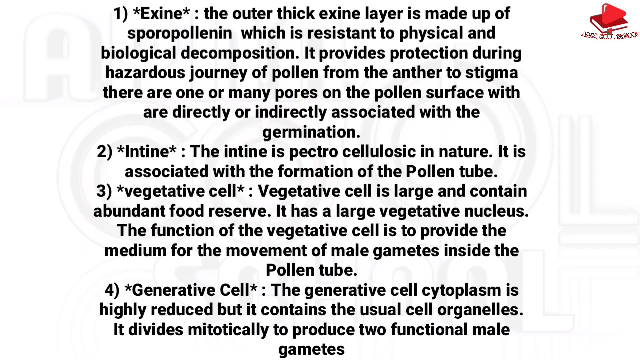 1) *Exine* : the outer thick exine layer is made up of
sporopollenin which is resistant to physical and
biological decomposition. It provides protection during
hazardous journey of pollen from the anther to stigma
there are one or many pores on the pollen surface with
are directly or indirectly associated with the
germination.
2) *Intine* : The intine is pectro cellulosic in nature. It is
associated with the formation of the Pollen tube.
3) *vegetative cell* : Vegetative cell is large and contain
abundant food reserve. It has a large vegetative nucleus.
The function of the vegetative cell is to provide the
medium for the movement of male gametes inside the
Pollen tube.
4) *Generative Cell* : The generative cell cytoplasm is
highly reduced but it contains the usual cell organelles.
It divides mitotically to produce two functional male
gametes